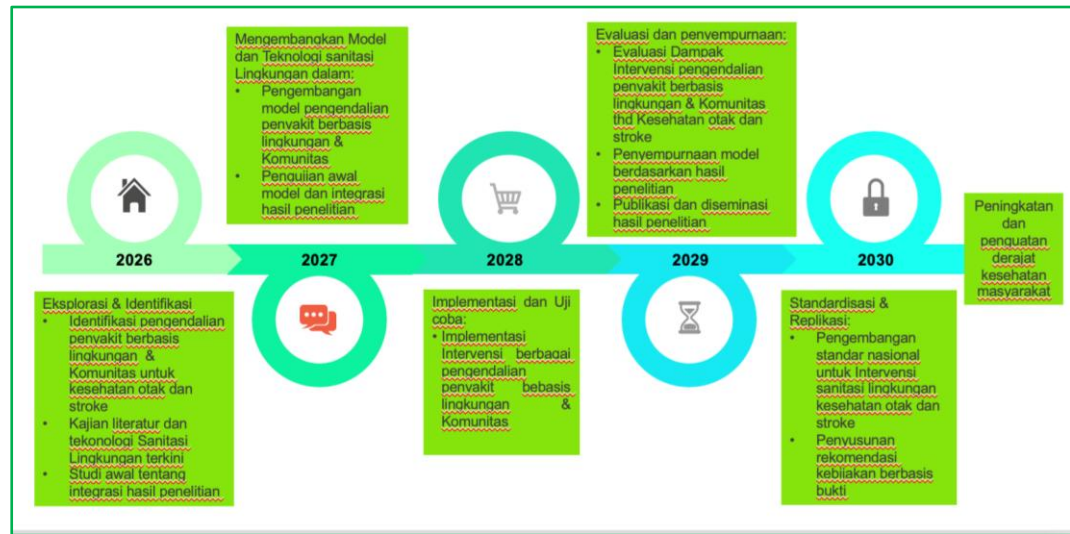 Mengembangkan Model
dan Teknologi sanitasi
Lingkungan dalam:
• Pengembangan
model pengendalian
penyakit berbasis
lingkungan &
Komunitas
• Pengujian awal
model dan integrasi
hasil penelitian
Evaluasi dan penyempurnaan:
• Evaluasi Dampak
Intervensi pengendalian
penyakit berbasis
lingkungan & Komunitas
thd Kesehatan otak dan
stroke
• Penyempurnaan model
berdasarkan hasil
penelitian
• Publikasi dan diseminasi
hasil penelitian
2026
2027
2028
2029
2030
Peningkatan
dan
penguatan
derajat
kesehatan
masyarakat
Eksplorasi & Identifikasi
• Identifikasi pengendalian
penyakit berbasis
lingkungan &
Komunitas untuk
kesehatan otak dan
stroke
• Kajian literatur dan
tekonologi Sanitasi
Lingkungan terkini
• Studi awal tentang
integrasi hasil penelitian
Implementasi dan Uji
coba:
• Implementasi
Intervensi berbagai
pengendalian
penyakit bebasis
lingkungan &
Komunitas
Standardisasi &
Replikasi:
• Pengembangan
standar nasional
untuk Intervensi
sanitasi lingkungan
kesehatan otak dan
stroke
• Penyusunan
rekomendasi
kebijakan berbasis
bukti